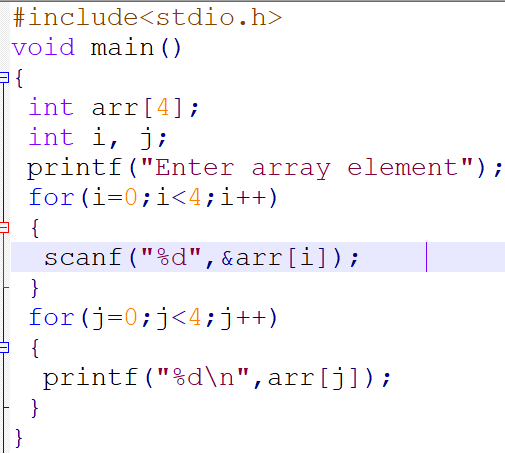 #include<stdio.h>
void main()
{
int arr[4];
int i, j;
printf("Enter array element");
for(i=0;i<4;i++)
{
scanf("%d",&arr[i]);
}
for(j=0;j<4;j++)
{
printf("%d\n",arr[j]);
}
}